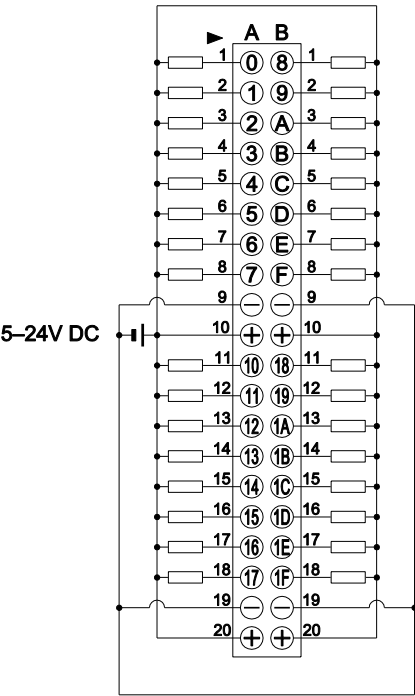 A B
1 0 8 1
2 1 9 2
3 2 A 3
4 3 B 4
5 4 C 5
6 5 D 6
7 6 E 7
8 7 F 8
9 − − 9
5–24V DC 10 + + 10
11 10 18 11
12 11 19 12
13 12 1A 13
14 13 1B 14
15 14 1C 15
16 15 1D 16
17 16 1E 17
18 17 1F 18
19 − − 19
20 + + 20